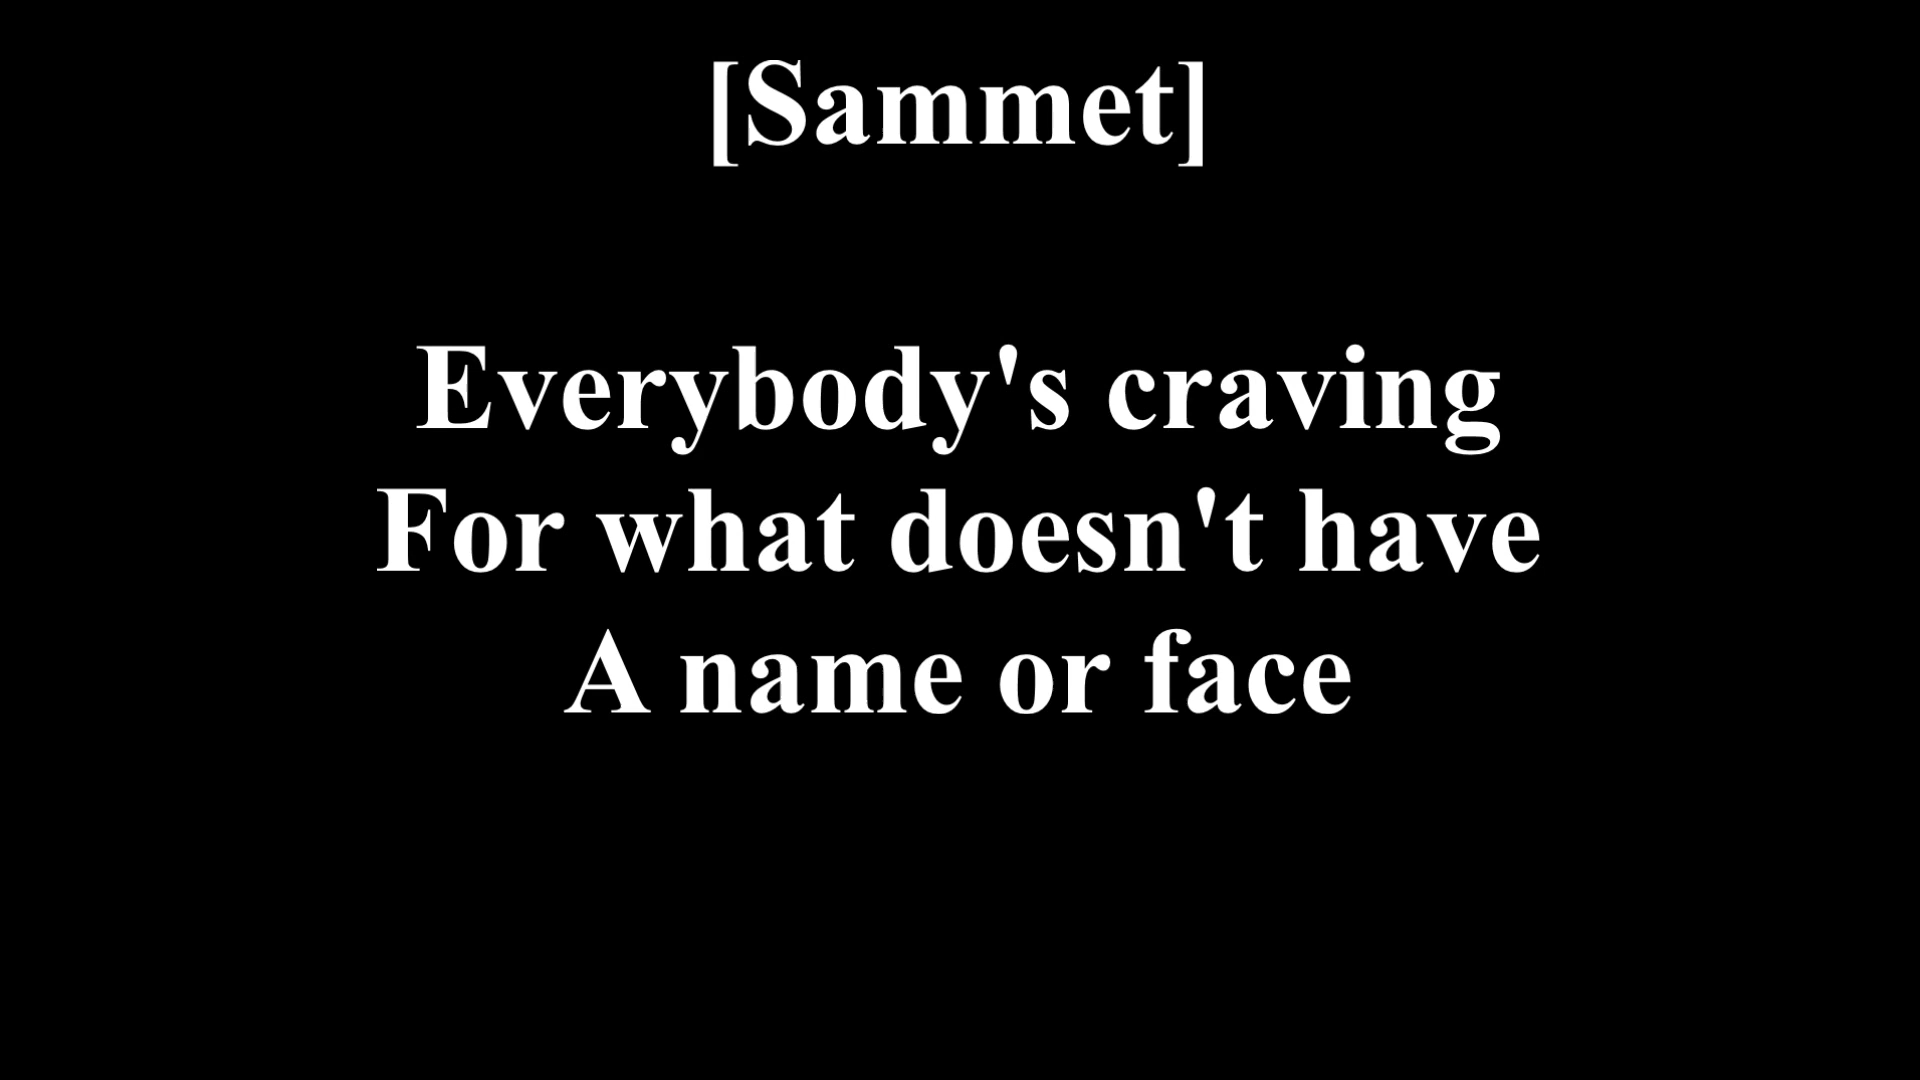 [Sammet]
Everybody's craving
For what doesn't have
A name or face